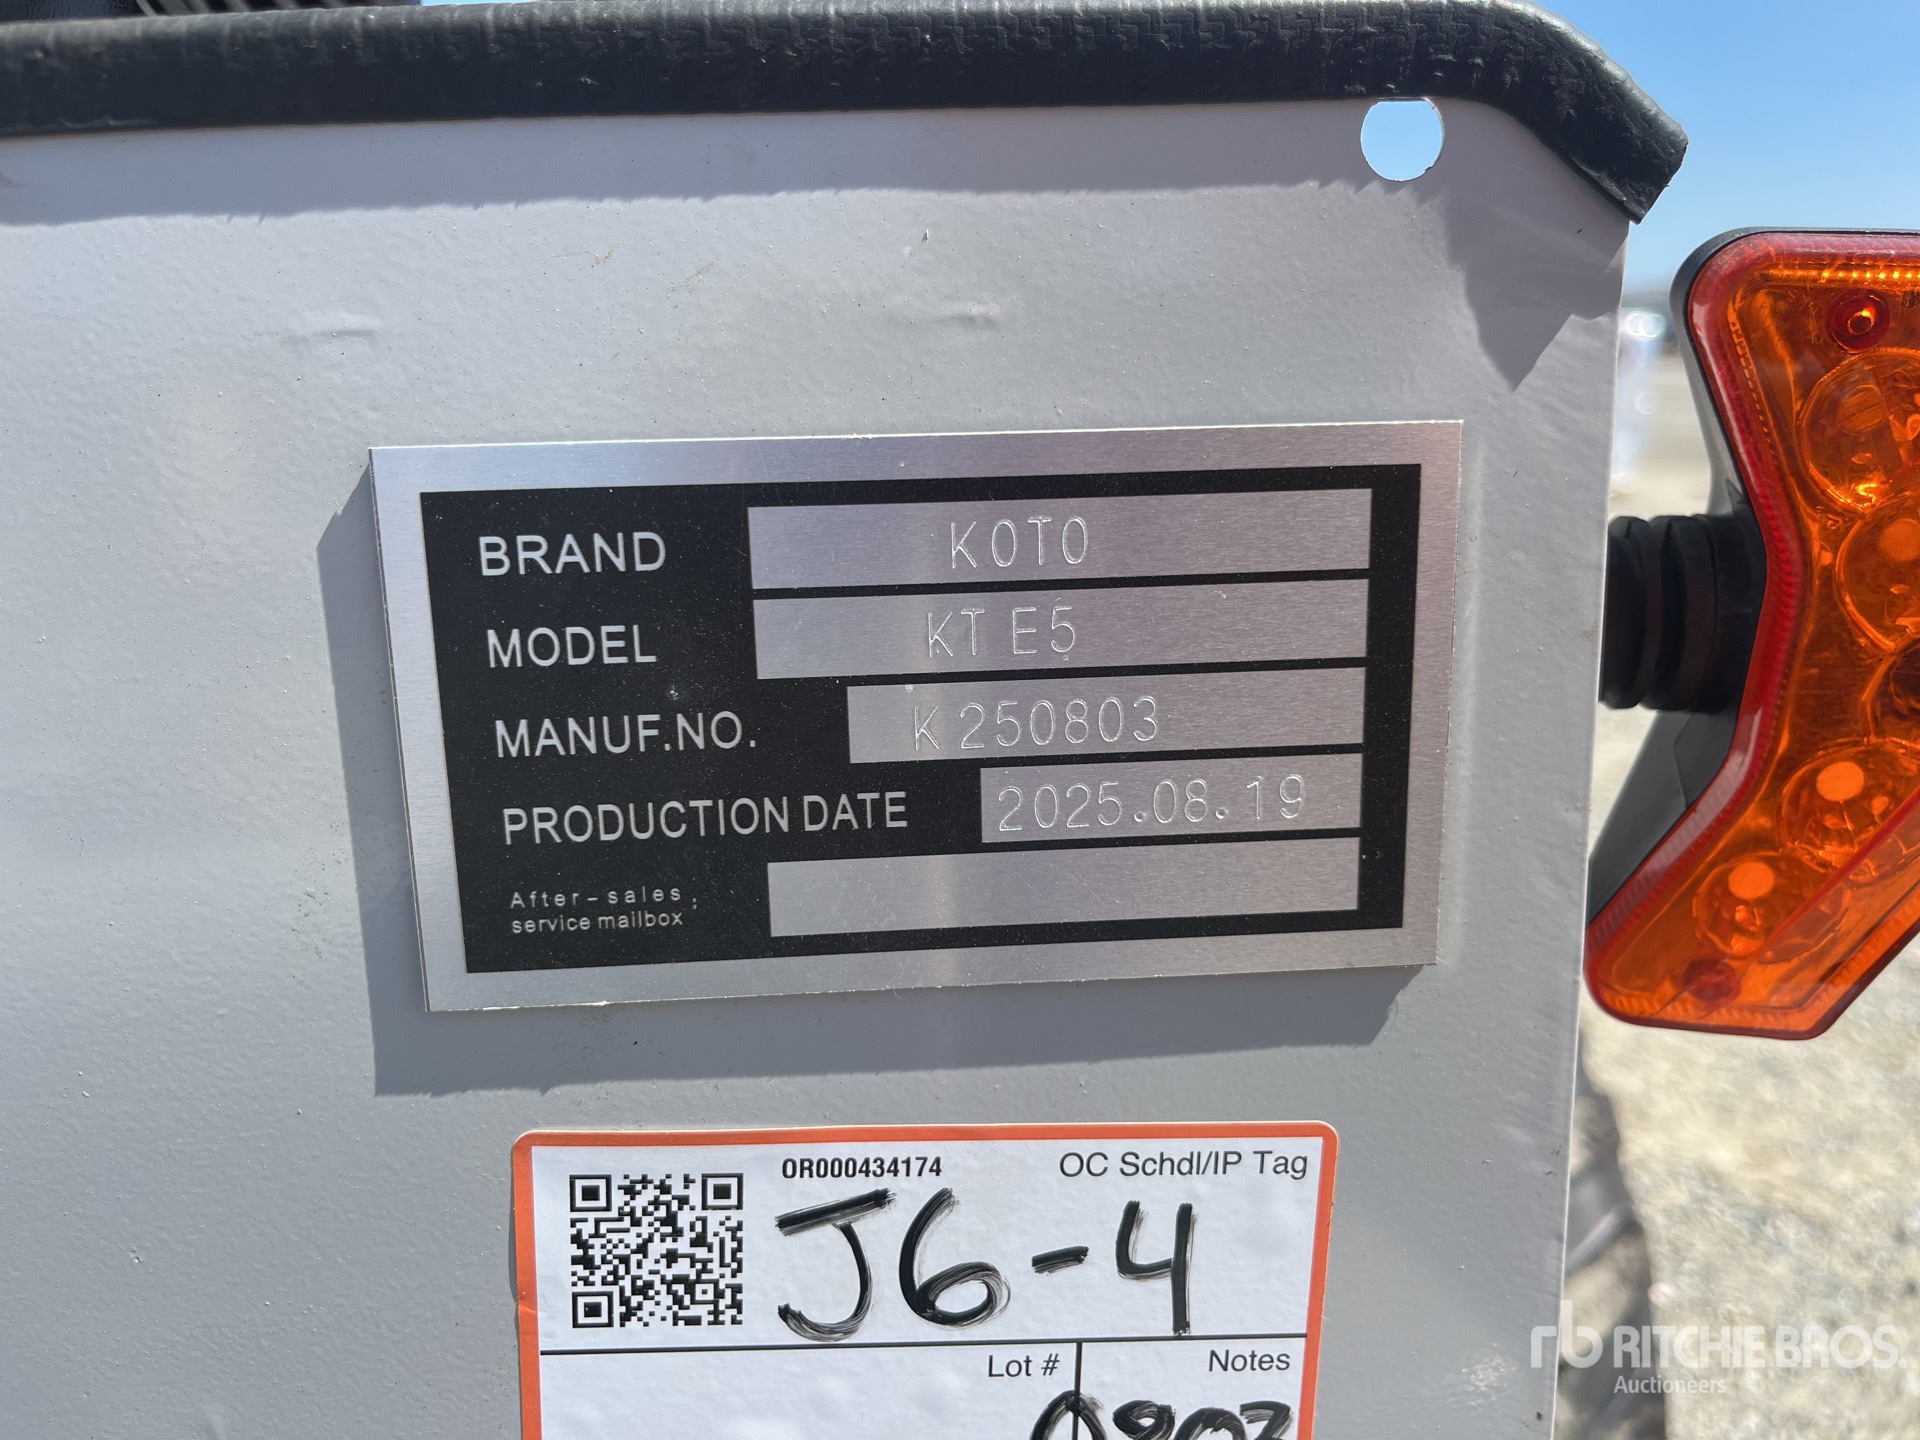 BRAND KOTO
MODEL KT E5
MANUF.NO. K250803
PRODUCTION DATE 2025.08.19
After-sales
service mailbox :
OR000434174 OC Schdl/IP Tag
J6-4
Lot # Notes
RITCHIE BROS.
Auctioneers